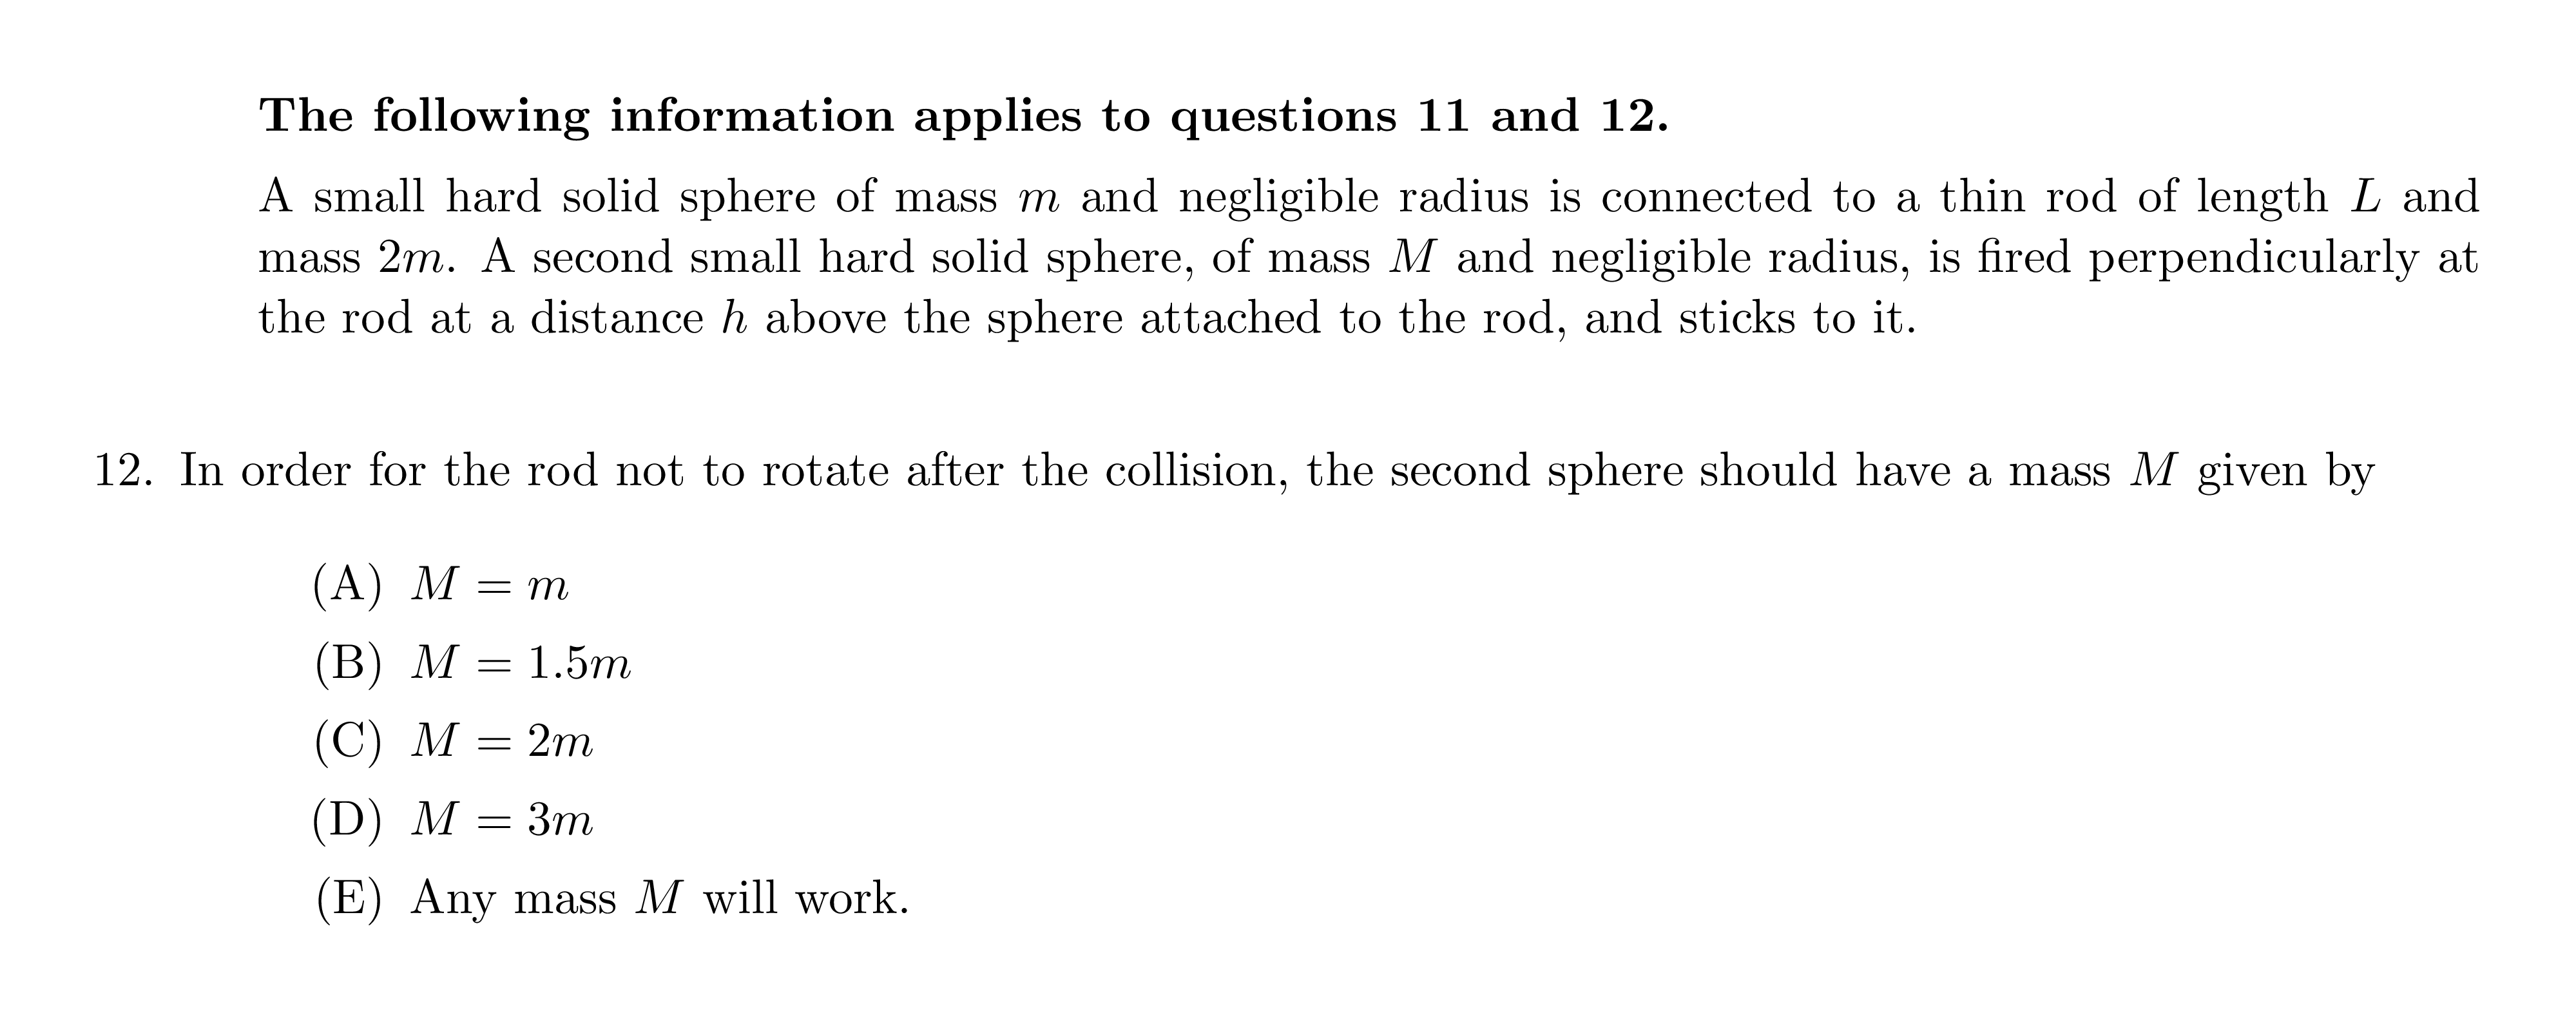 The following information applies to questions 11 and 12.
A small hard solid sphere of mass m and negligible radius is connected to a thin rod of length L and
mass 2m. A second small hard solid sphere, of mass M and negligible radius, is fired perpendicularly at
the rod at a distance h above the sphere attached to the rod, and sticks to it.
12. In order for the rod not to rotate after the collision, the second sphere should have a mass M given by
(A) M = m
(B) M = 1.5m
(C) M = 2m
(D) M = 3m
(E) Any mass M will work.